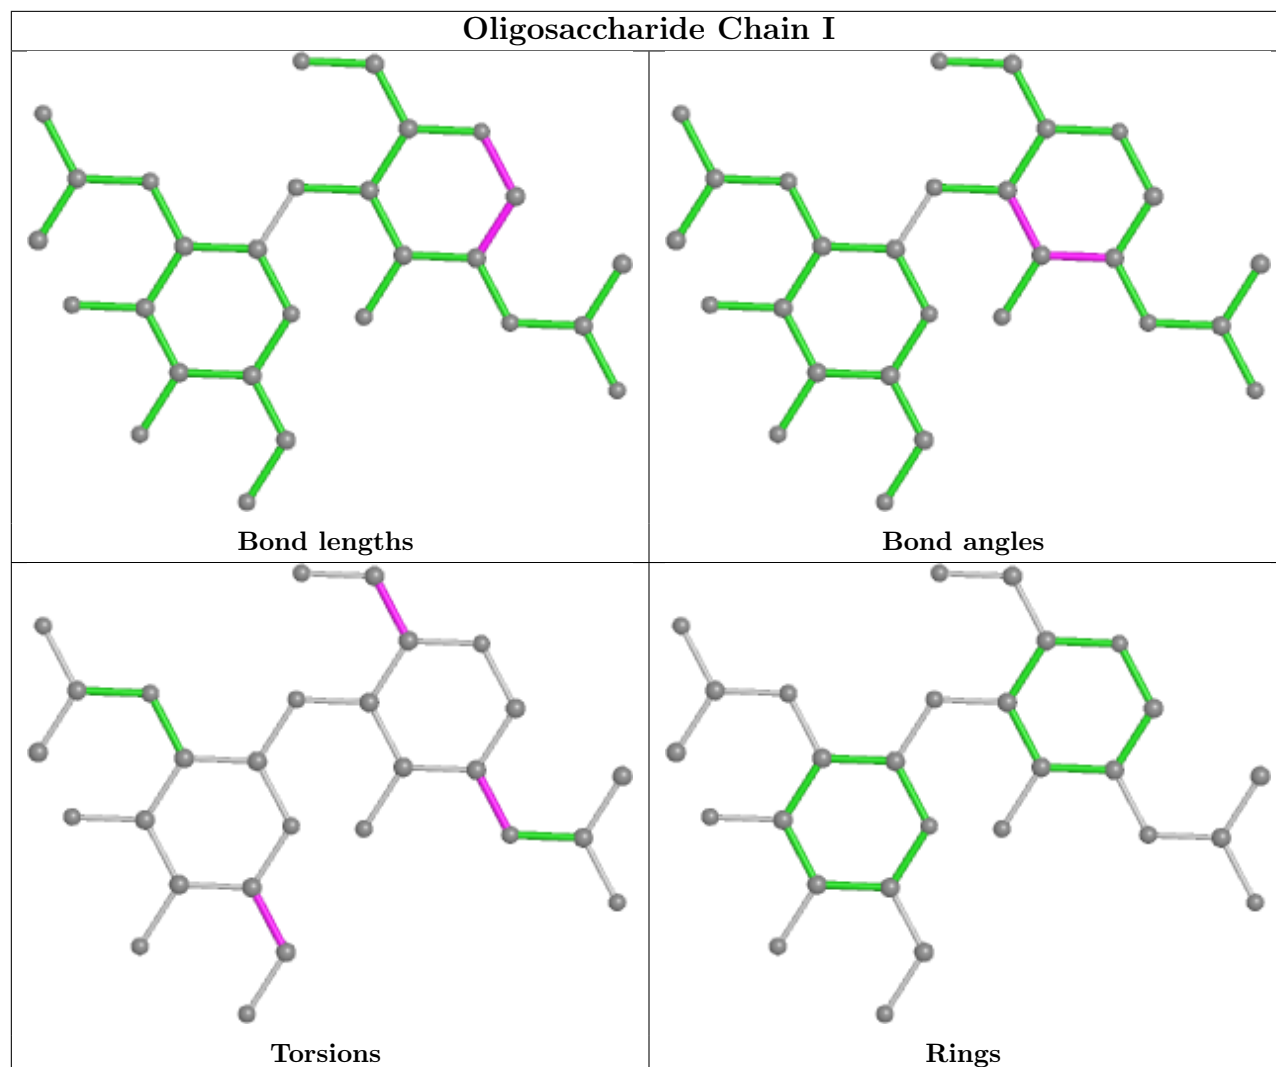 Oligosaccharide Chain I
Bond lengths
Bond angles
Torsions
Rings